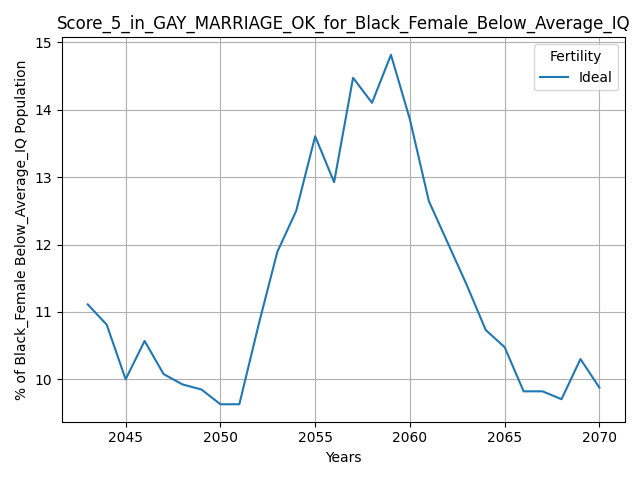 Score_5_in_GAY_MARRIAGE_OK_for_Black_Female_Below_Average_IQ
% of Black_Female Below_Average_IQ Population
15
14
13
12
11
10
Fertility
Ideal
2045
2050
2055
2060
2065
2070
Years